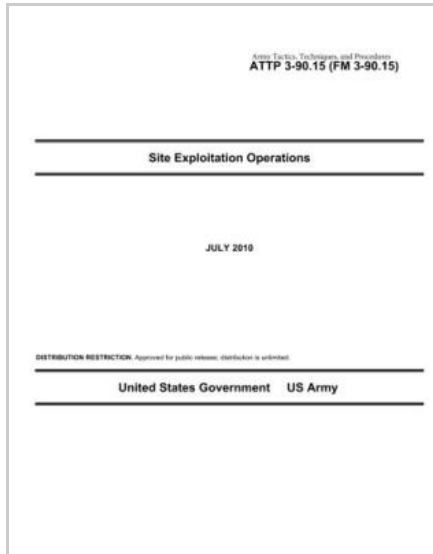 Army Tactics, Techniques, and Procedures
ATTP 3-90.15 (FM 3-90.15)
Site Exploitation Operations
JULY 2010
DISTRIBUTION RESTRICTION. Approved for public release; distribution is unlimited.
United States Government US Army